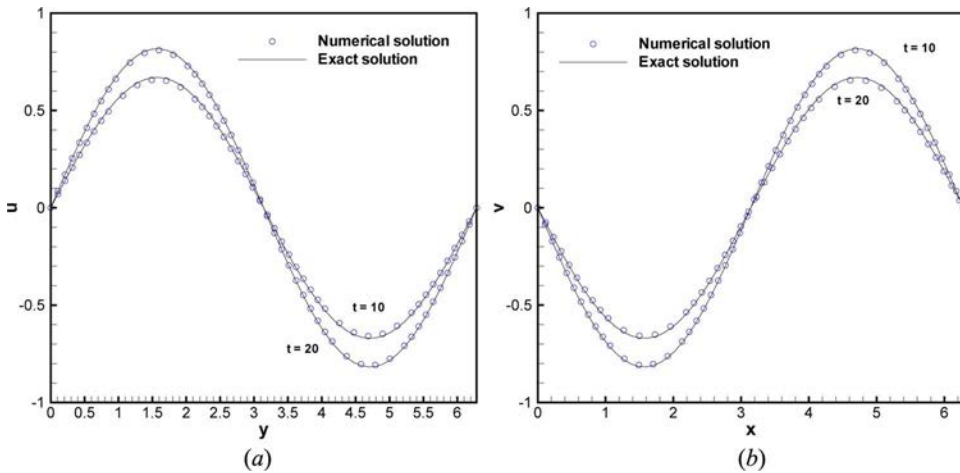 1
0.5
0
-0.5
-1
u
0 0.5 1 1.5 2 2.5 3 3.5 4 4.5 5 5.5 6
y
Numerical solution
Exact solution
t = 10
t = 20
(a)
1
0.5
0
-0.5
-1
v
0 1 2 3 4 5 6
x
Numerical solution
Exact solution
t = 10
t = 20
(b)